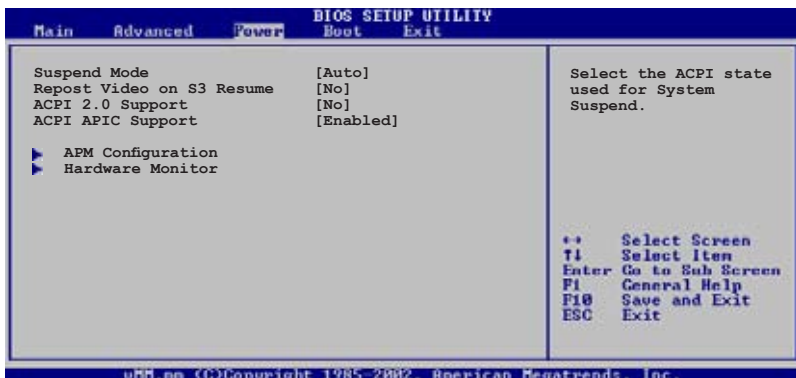 BIOS SETUP UTILITY
Main Advanced Power Boot Exit
Suspend Mode [Auto]
Repost Video on S3 Resume [No]
ACPI 2.0 Support [No]
ACPI APIC Support [Enabled]
APM Configuration
Hardware Monitor
Select the ACPI state
used for System
Suspend.
←→ Select Screen
↑↓ Select Item
Enter Go to Sub Screen
F1 General Help
F10 Save and Exit
ESC Exit
(C)Copyright 1985-2002, American Megatrends, Inc.